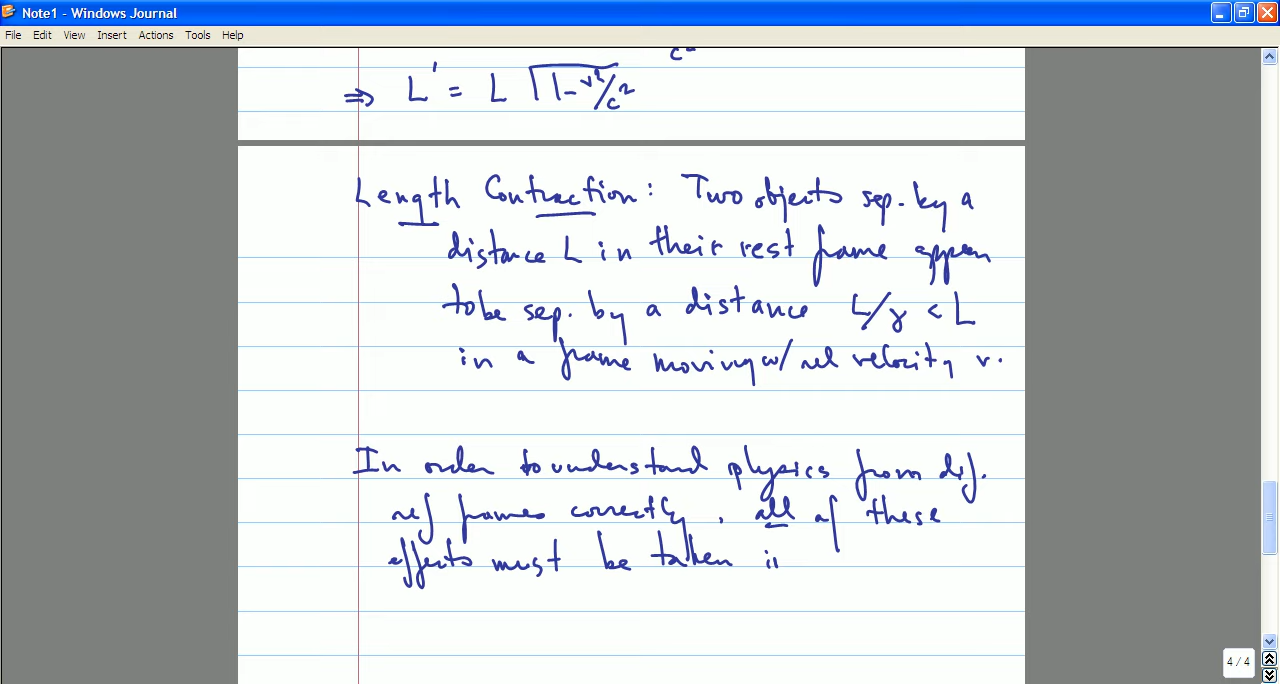 Note1 - Windows Journal
File Edit View Insert Actions Tools Help
c²
⇒ L' = L √1-v²/c²
Length Contraction: Two objects sep. by a
distance L in their rest frame appear
to be sep. by a distance L/γ < L
in a frame moving w/ rel velocity v.
In order to understand physics from dif.
ref frames correctly, all of these
effects must be taken i
4 / 4